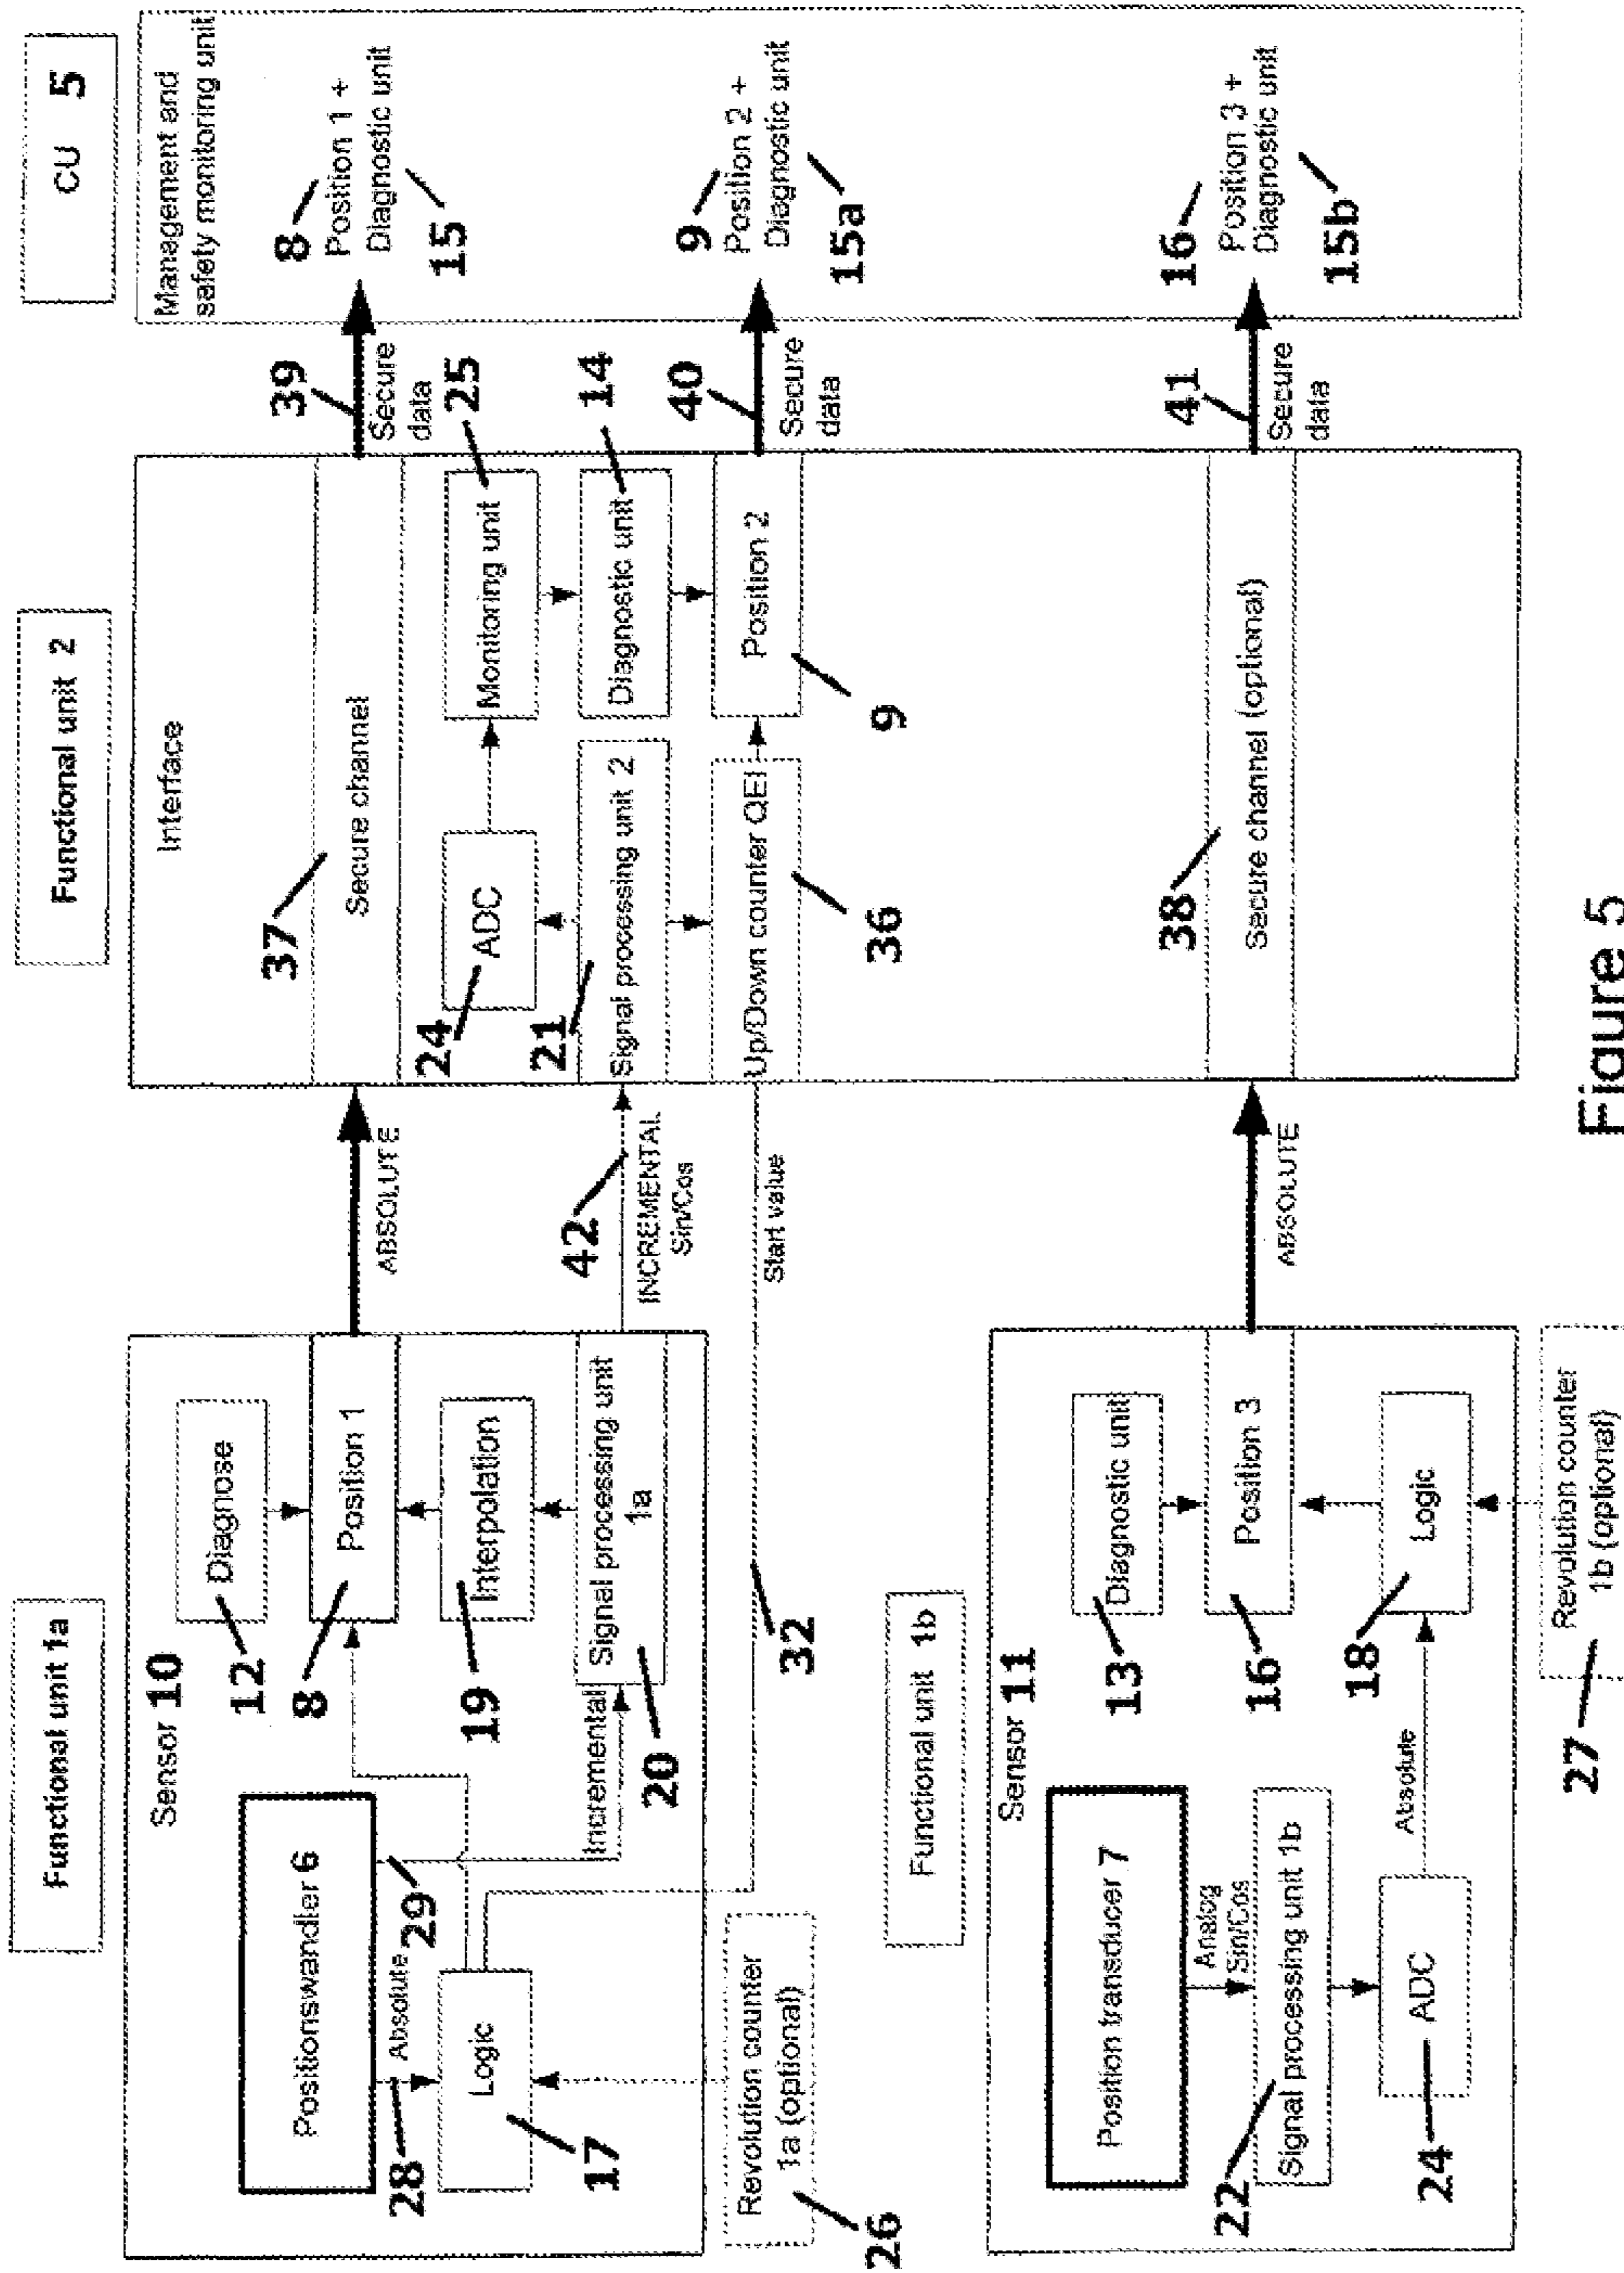 Functional unit 1a
Sensor 10
Positionswandler 6
28
Absolute
29
Logic
17
Incremental
Diagnose
12
Position 1
8
Interpolation
19
Signal processing unit
1a
20
Revolution counter
1a (optional)
26
32
ABSOLUTE
42
INCREMENTAL
Sin/Cos
Start value
Functional unit 1b
Sensor 11
Position transducer 7
Analog
Sin/Cos
Signal processing unit 1b
22
ADC
24
Absolute
Diagnostic unit
13
Position 3
16
Logic
18
Revolution counter
1b (optional)
27
ABSOLUTE
Functional unit 2
Interface
37
Secure channel
ADC
24
Monitoring unit
25
21
Signal processing unit 2
Diagnostic unit
14
Up/Down counter QEI
36
Position 2
9
38
Secure channel (optional)
39
Secure
data
40
Secure
data
41
Secure
data
CU 5
Management and
safety monitoring unit
8
Position 1 +
Diagnostic unit
15
9
Position 2 +
Diagnostic unit
15a
16
Position 3 +
Diagnostic unit
15b
Figure 5